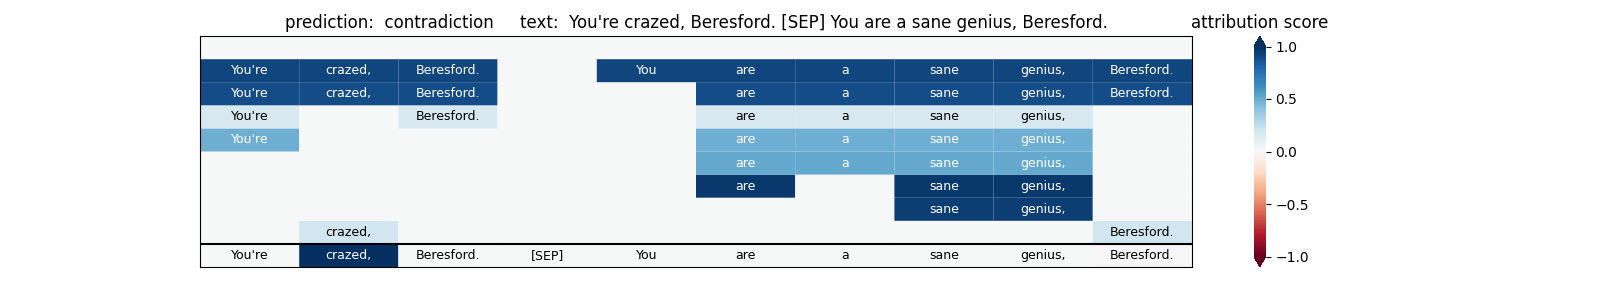 prediction:  contradiction     text:  You're crazed, Beresford. [SEP] You are a sane genius, Beresford.     attribution score
You're crazed, Beresford. You are a sane genius, Beresford.
You're crazed, Beresford. are a sane genius, Beresford.
You're Beresford. are a sane genius,
You're are a sane genius,
are a sane genius,
are sane genius,
sane genius,
crazed, Beresford.
You're crazed, Beresford. [SEP] You are a sane genius, Beresford.
1.0
0.5
0.0
−0.5
−1.0